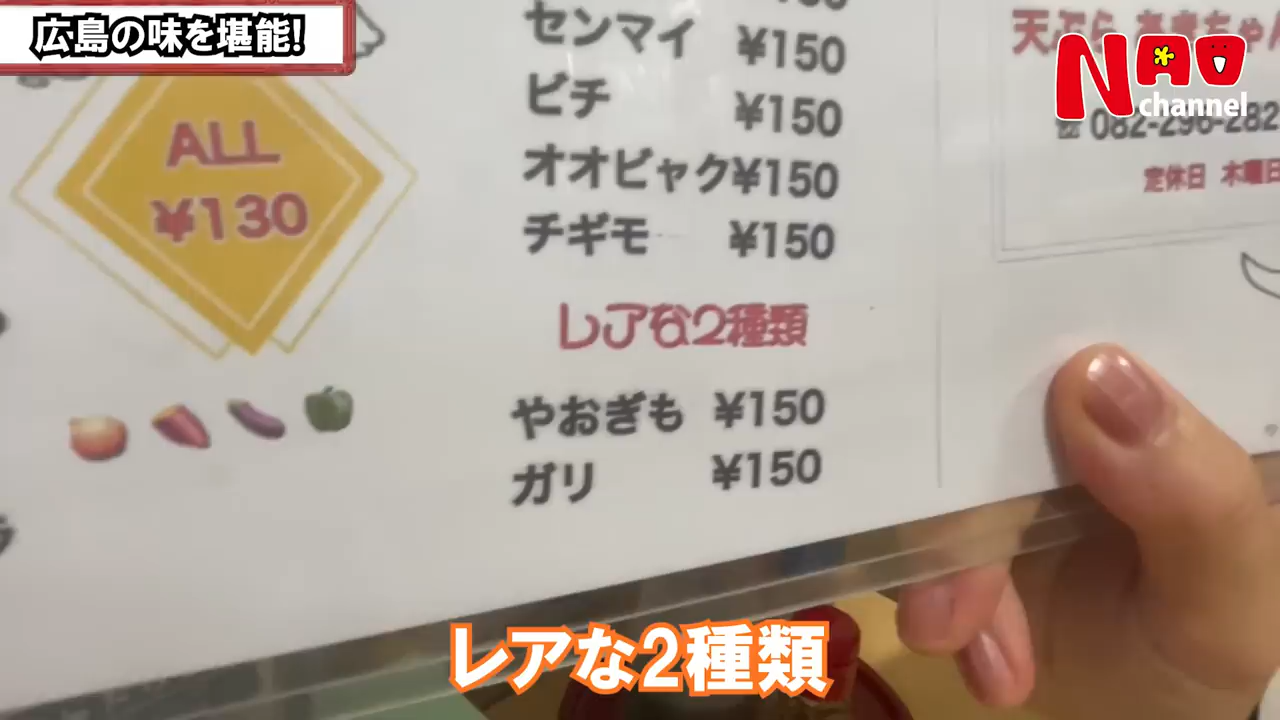 広島の味を堪能!
NAO
channel
ALL
¥130
センマイ ¥150
ビチ ¥150
オオビャク ¥150
チギモ ¥150
レアな2種類
やおぎも ¥150
ガリ ¥150
天ぷら
082-296-282
定休日 木曜日
レアな2種類